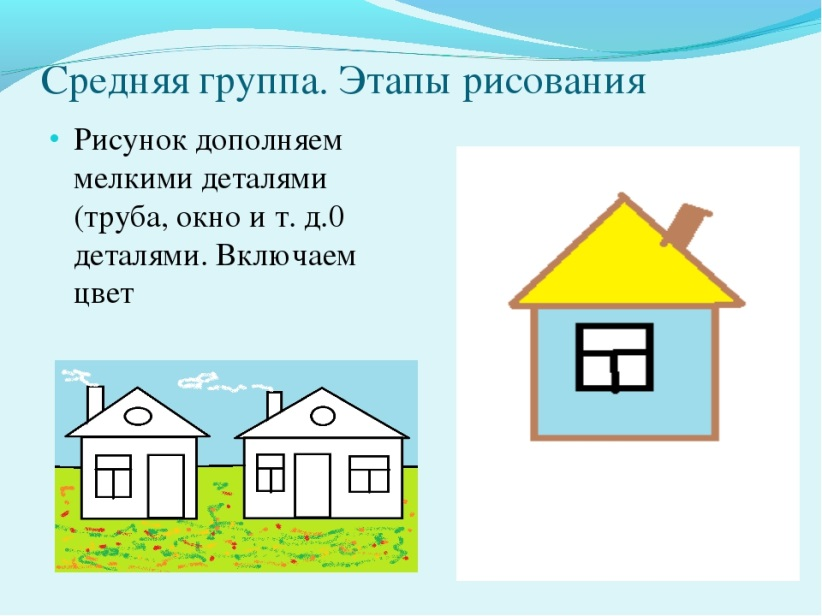 Средняя группа. Этапы рисования
• Рисунок дополняем
мелкими деталями
(труба, окно и т. д.0
деталями. Включаем
цвет